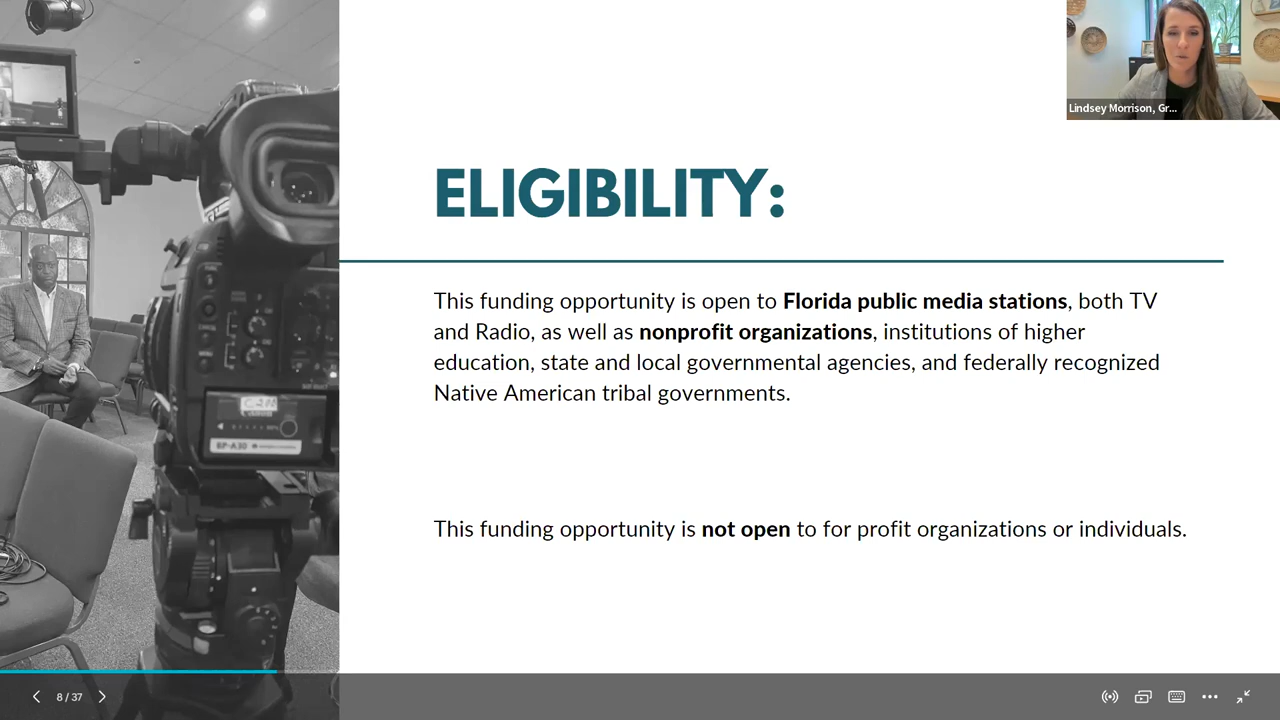 Lindsey Morrison, Gr...
ELIGIBILITY:
This funding opportunity is open to Florida public media stations, both TV
and Radio, as well as nonprofit organizations, institutions of higher
education, state and local governmental agencies, and federally recognized
Native American tribal governments.
This funding opportunity is not open to for profit organizations or individuals.
BP-A30
8 / 37